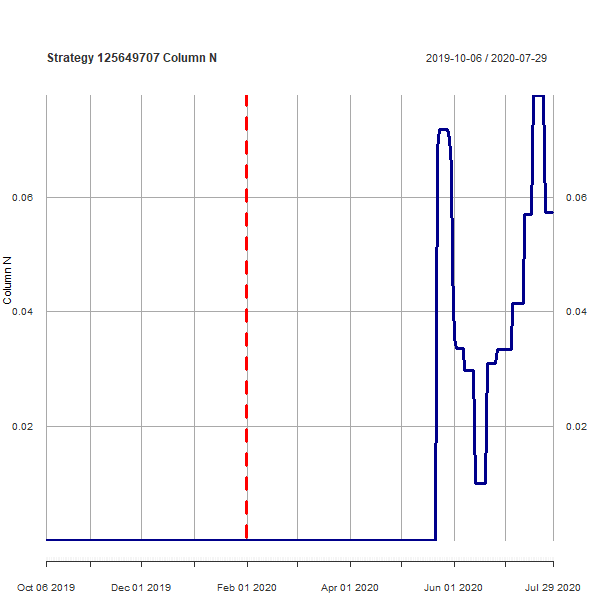 Strategy 125649707 Column N
2019-10-06 / 2020-07-29
Column N
0.06
0.06
0.04
0.04
0.02
0.02
Oct 06 2019
Dec 01 2019
Feb 01 2020
Apr 01 2020
Jun 01 2020
Jul 29 2020